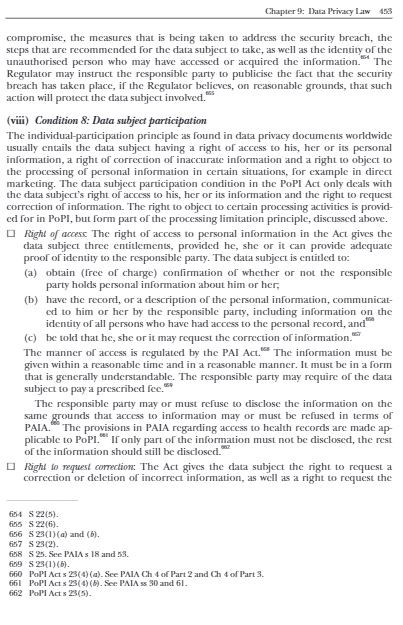 Chapter 9: Data Privacy Law 453
compromise, the measures that is being taken to address the security breach, the
steps that are recommended for the data subject to take, as well as the identity of the
unauthorised person who may have accessed or acquired the information.654 The
Regulator may instruct the responsible party to publicise the fact that the security
breach has taken place, if the Regulator believes, on reasonable grounds, that such
action will protect the data subject involved.655
(viii) Condition 8: Data subject participation
The individual-participation principle as found in data privacy documents worldwide
usually entails the data subject having a right of access to his, her or its personal
information, a right of correction of inaccurate information and a right to object to
the processing of personal information in certain situations, for example in direct
marketing. The data subject participation condition in the PoPI Act only deals with
the data subject's right of access to his, her or its information and the right to request
correction of information. The right to object to certain processing activities is provid-
ed for in PoPI, but form part of the processing limitation principle, discussed above.
☐ Right of access: The right of access to personal information in the Act gives the
data subject three entitlements, provided he, she or it can provide adequate
proof of identity to the responsible party. The data subject is entitled to:
(a) obtain (free of charge) confirmation of whether or not the responsible
party holds personal information about him or her;
(b) have the record, or a description of the personal information, communicat-
ed to him or her by the responsible party, including information on the
identity of all persons who have had access to the personal record, and656
(c) be told that he, she or it may request the correction of information.657
The manner of access is regulated by the PAI Act.658 The information must be
given within a reasonable time and in a reasonable manner. It must be in a form
that is generally understandable. The responsible party may require of the data
subject to pay a prescribed fee.659
The responsible party may or must refuse to disclose the information on the
same grounds that access to information may or must be refused in terms of
PAIA.660 The provisions in PAIA regarding access to health records are made ap-
plicable to PoPI.661 If only part of the information must not be disclosed, the rest
of the information should still be disclosed.662
☐ Right to request correction: The Act gives the data subject the right to request a
correction or deletion of incorrect information, as well as a right to request the
654 S 22(5).
655 S 22(6).
656 S 23(1)(a) and (b).
657 S 23(2).
658 S 25. See PAIA s 18 and 53.
659 S 23(1)(b).
660 PoPI Act s 23(4)(a). See PAIA Ch 4 of Part 2 and Ch 4 of Part 3.
661 PoPI Act s 23(4)(b). See PAIA ss 30 and 61.
662 PoPI Act s 23(5).